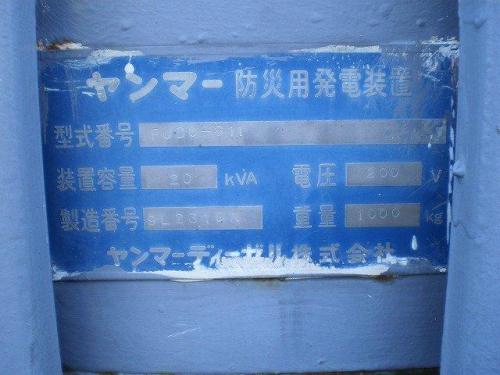 ヤンマー 防災用発電装置
型式番号
装置容量 20 kVA 電圧 200 V
製造番号 重量 1000 kg
ヤンマーディーゼル株式会社